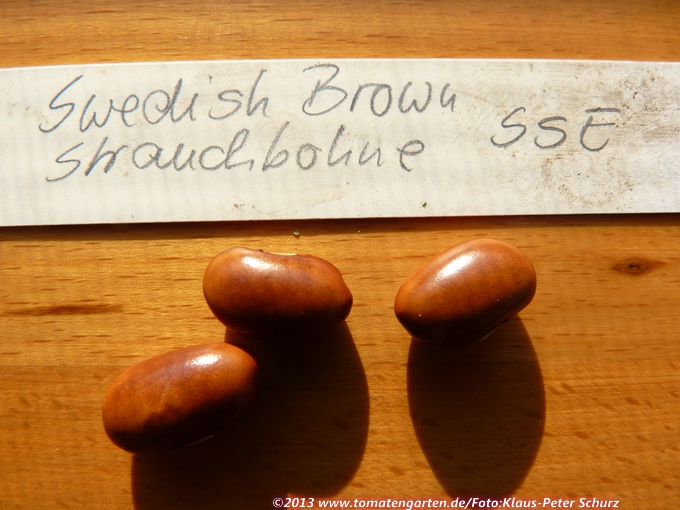 Swedish Brown
Strauchbohne SSE
©2013 www.tomatengarten.de/Foto:Klaus-Peter Schurz